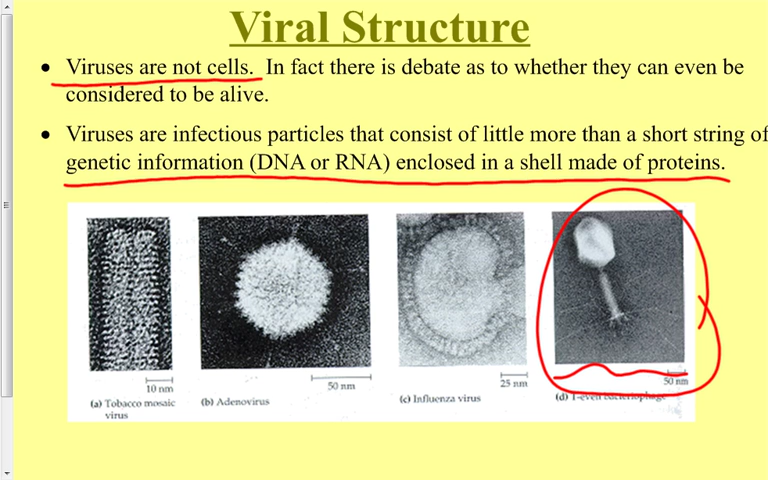 Viral Structure
• Viruses are not cells. In fact there is debate as to whether they can even be
considered to be alive.
• Viruses are infectious particles that consist of little more than a short string of
genetic information (DNA or RNA) enclosed in a shell made of proteins.
10 nm
50 nm
25 nm
50 nm
(a) Tobacco mosaic
virus
(b) Adenovirus
(c) Influenza virus
(d) T-even bacteriophage